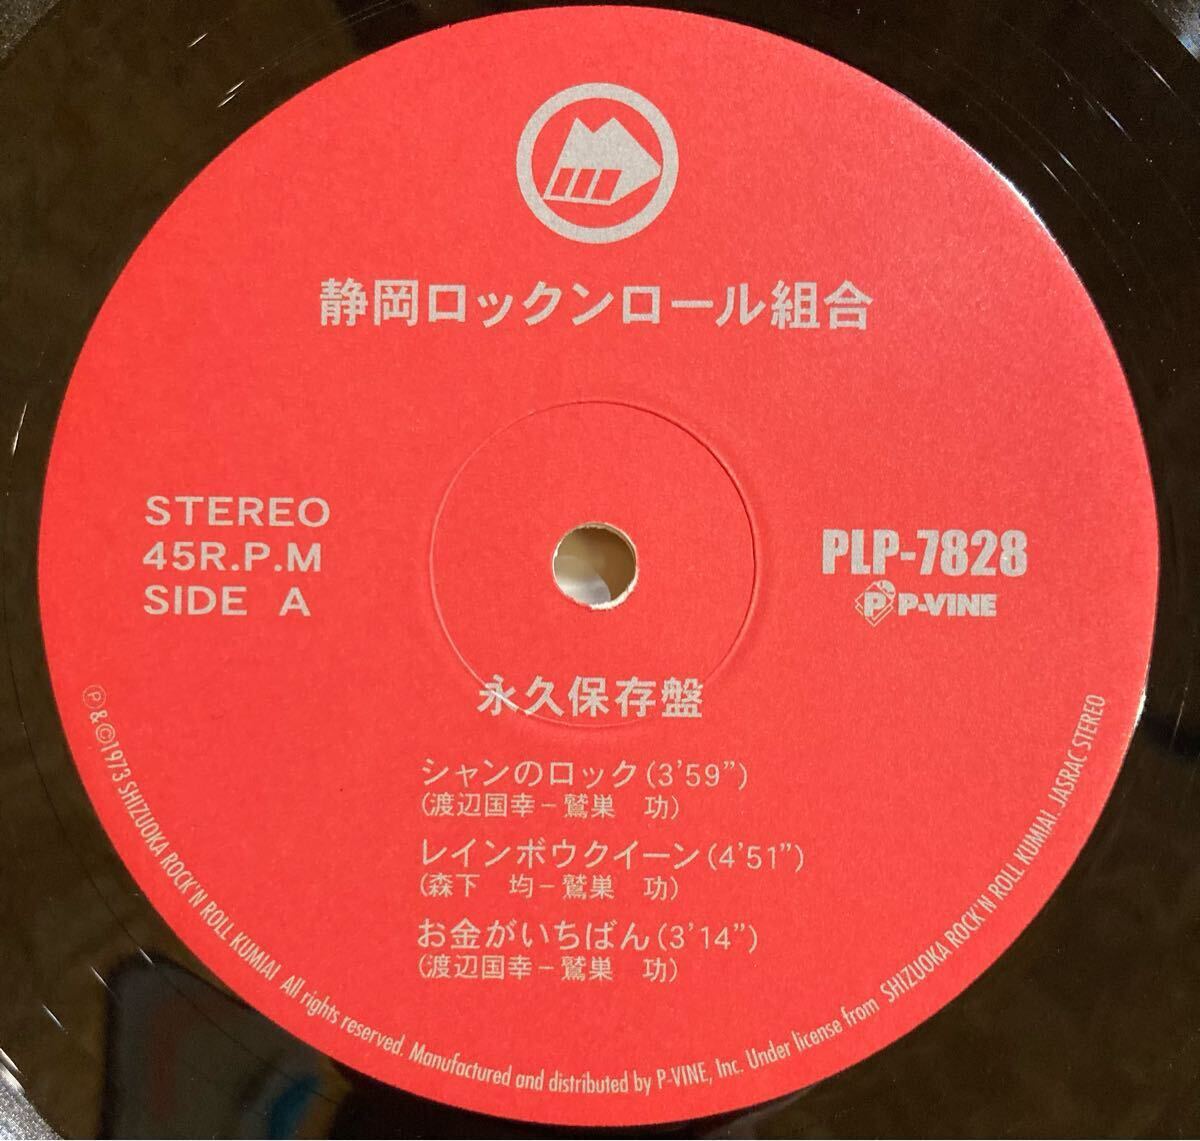 静岡ロックンロール組合
STEREO
45R.P.M
SIDE A
PLP-7828
P P-VINE
永久保存盤
シャンのロック(3'59")
(渡辺国幸−鷲巣 功)
レインボウクイーン(4'51")
(森下 均−鷲巣 功)
お金がいちばん(3'14")
(渡辺国幸−鷲巣 功)
Ⓟ&©1973 SHIZUOKA ROCK'N ROLL KUMIAI All rights reserved. Manufactured and distributed by P-VINE, Inc. Under license from SHIZUOKA ROCK'N ROLL KUMIAI JASRAC STEREO